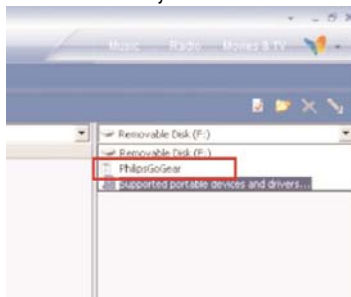 Music Radio Movies & TV
Removable Disk (F:)
Removable Disk (F:)
PhilipsGoGear
Supported portable devices and drivers...